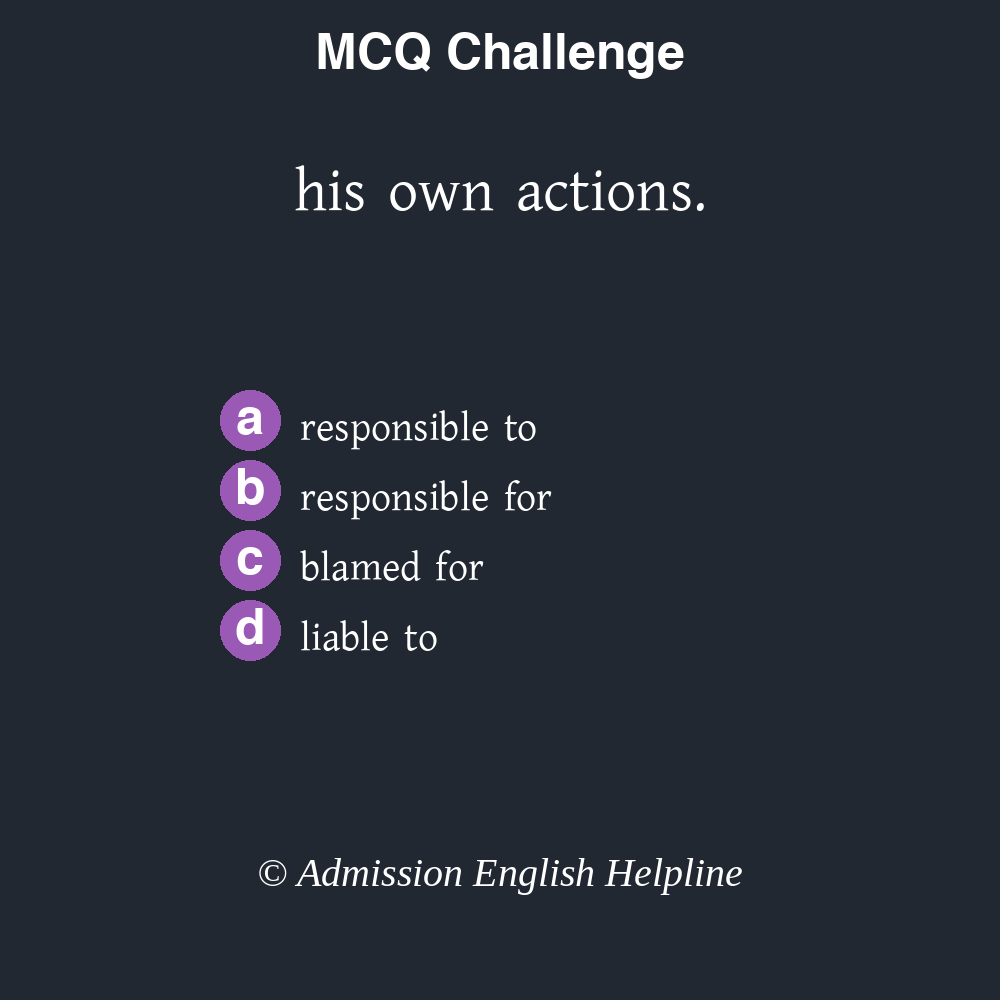 MCQ Challenge
his own actions.
a responsible to
b responsible for
c blamed for
d liable to
© Admission English Helpline